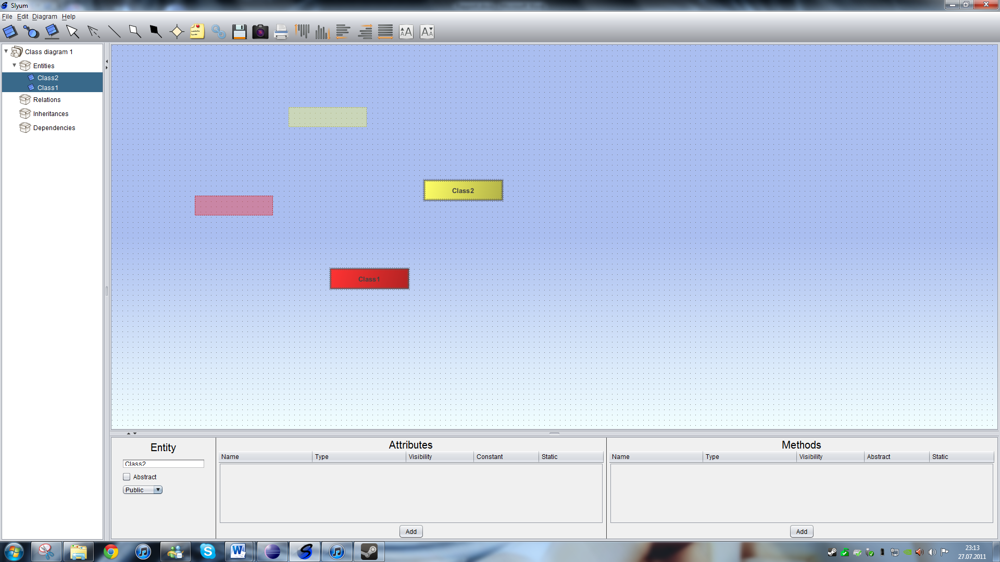 Slyum
File Edit Diagram Help
Class diagram 1
Entities
Class2
Class1
Relations
Inheritances
Dependencies
Class2
Class1
Entity
Class2
Abstract
Public
Attributes
Name Type Visibility Constant Static
Add
Methods
Name Type Visibility Abstract Static
Add
23:13
27.07.2011